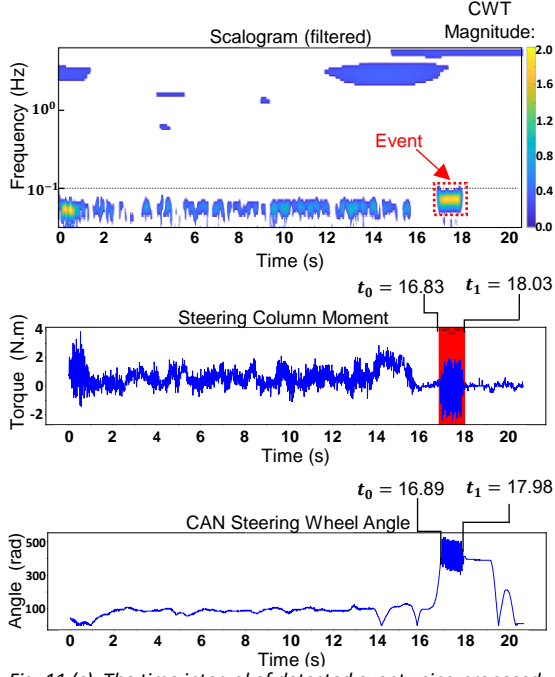 CWT
Scalogram (filtered) Magnitude:
2.0
1.6
1.2
0.8
0.4
0.0
Frequency (Hz)
10⁰
10⁻¹
Event
0 2 4 6 8 10 12 14 16 18 20
Time (s)
t₀ = 16.83 t₁ = 18.03
Steering Column Moment
Torque (N.m)
4
2
0
-2
0 2 4 6 8 10 12 14 16 18 20
Time (s)
t₀ = 16.89 t₁ = 17.98
CAN Steering Wheel Angle
Angle (rad)
500
300
100
0 2 4 6 8 10 12 14 16 18 20
Time (s)